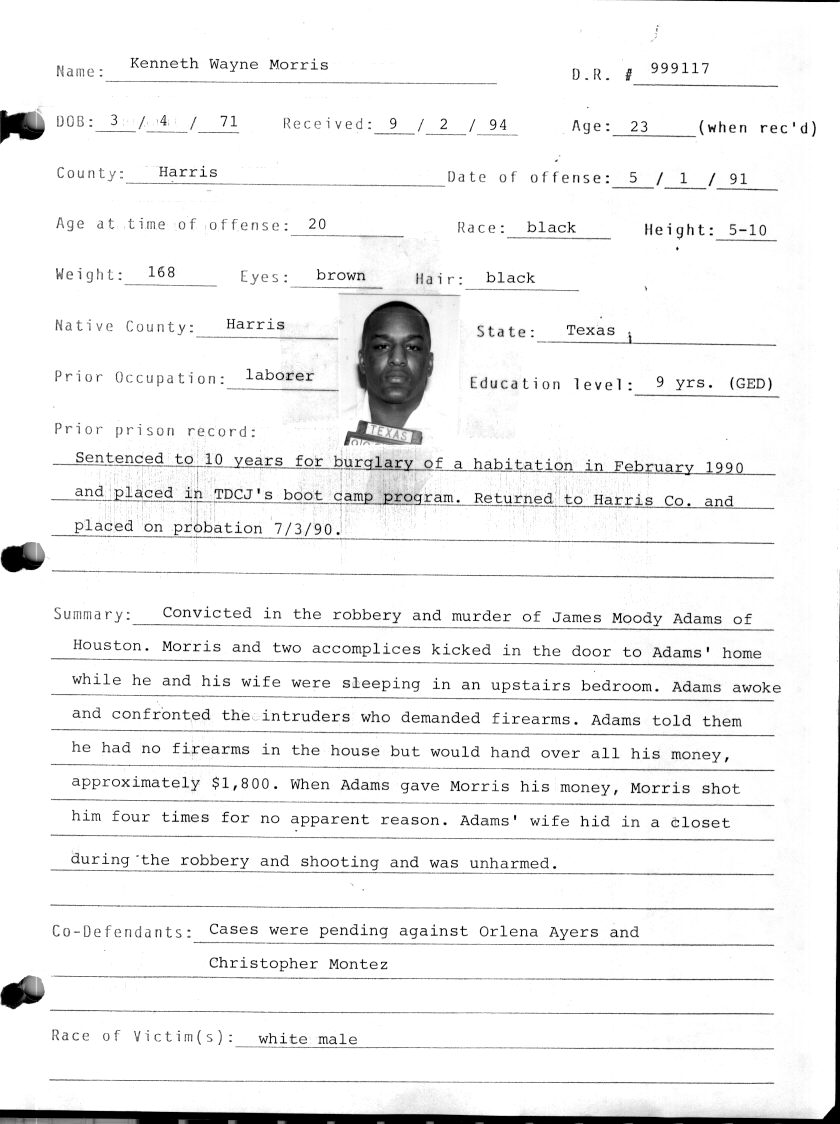 Name: Kenneth Wayne Morris D.R. # 999117
DOB: 3 / 4 / 71 Received: 9 / 2 / 94 Age: 23 (when rec'd)
County: Harris Date of offense: 5 / 1 / 91
Age at time of offense: 20 Race: black Height: 5-10
Weight: 168 Eyes: brown Hair: black
Native County: Harris State: Texas
Prior Occupation: laborer Education level: 9 yrs. (GED)
TEXAS
Prior prison record:
Sentenced to 10 years for burglary of a habitation in February 1990
and placed in TDCJ's boot camp program. Returned to Harris Co. and
placed on probation 7/3/90.
Summary: Convicted in the robbery and murder of James Moody Adams of
Houston. Morris and two accomplices kicked in the door to Adams' home
while he and his wife were sleeping in an upstairs bedroom. Adams awoke
and confronted the intruders who demanded firearms. Adams told them
he had no firearms in the house but would hand over all his money,
approximately $1,800. When Adams gave Morris his money, Morris shot
him four times for no apparent reason. Adams' wife hid in a closet
during the robbery and shooting and was unharmed.
Co-Defendants: Cases were pending against Orlena Ayers and
Christopher Montez
Race of Victim(s): white male